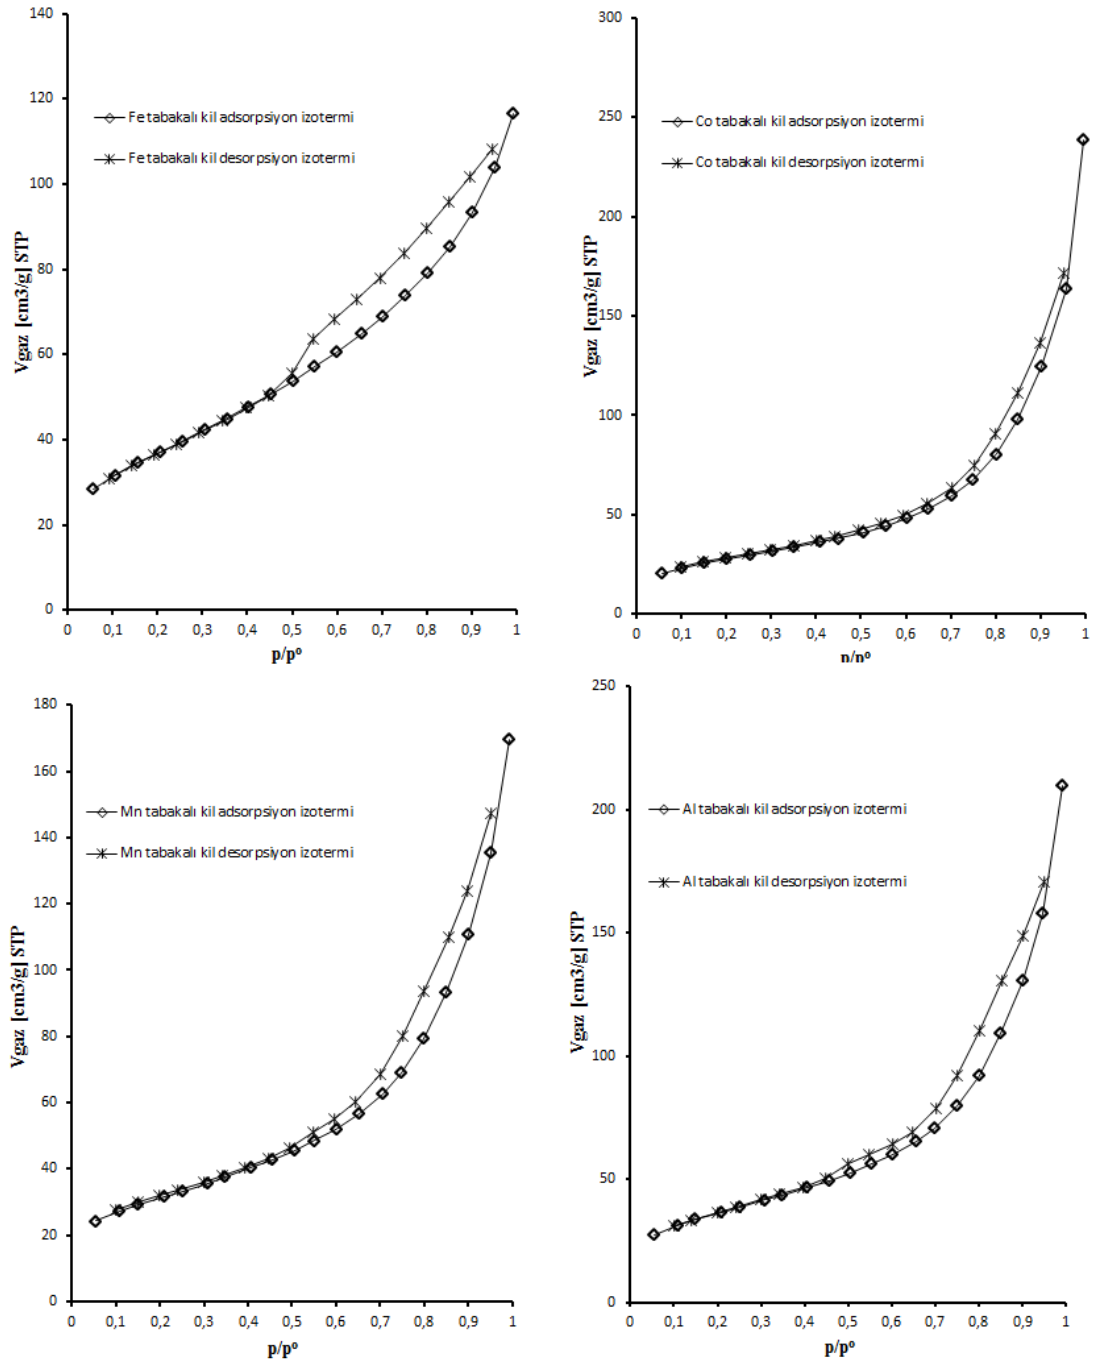 140
120
100
80
60
40
20
0
Vgaz [cm3/g] STP
Fe tabakalı kil adsorpsiyon izotermi
Fe tabakalı kil desorpsiyon izotermi
0 0,1 0,2 0,3 0,4 0,5 0,6 0,7 0,8 0,9 1
p/pº
300
250
200
150
100
50
0
Vgaz [cm3/g] STP
Co tabakalı kil adsorpsiyon izotermi
Co tabakalı kil desorpsiyon izotermi
0 0,1 0,2 0,3 0,4 0,5 0,6 0,7 0,8 0,9 1
p/pº
180
160
140
120
100
80
60
40
20
0
Vgaz [cm3/g] STP
Mn tabakalı kil adsorpsiyon izotermi
Mn tabakalı kil desorpsiyon izotermi
0 0,1 0,2 0,3 0,4 0,5 0,6 0,7 0,8 0,9 1
p/pº
250
200
150
100
50
0
Vgaz [cm3/g] STP
Al tabakalı kil adsorpsiyon izotermi
Al tabakalı kil desorpsiyon izotermi
0 0,1 0,2 0,3 0,4 0,5 0,6 0,7 0,8 0,9 1
p/pº